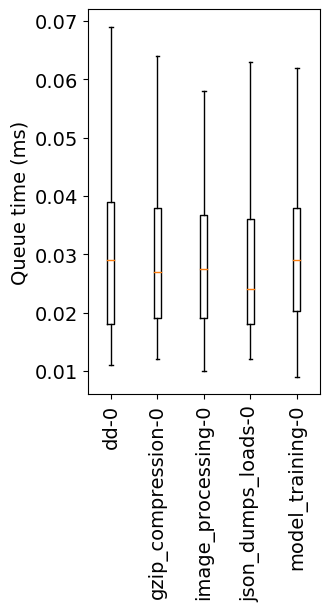 Queue time (ms)
0.07
0.06
0.05
0.04
0.03
0.02
0.01
dd-0
gzip_compression-0
image_processing-0
json_dumps_loads-0
model_training-0